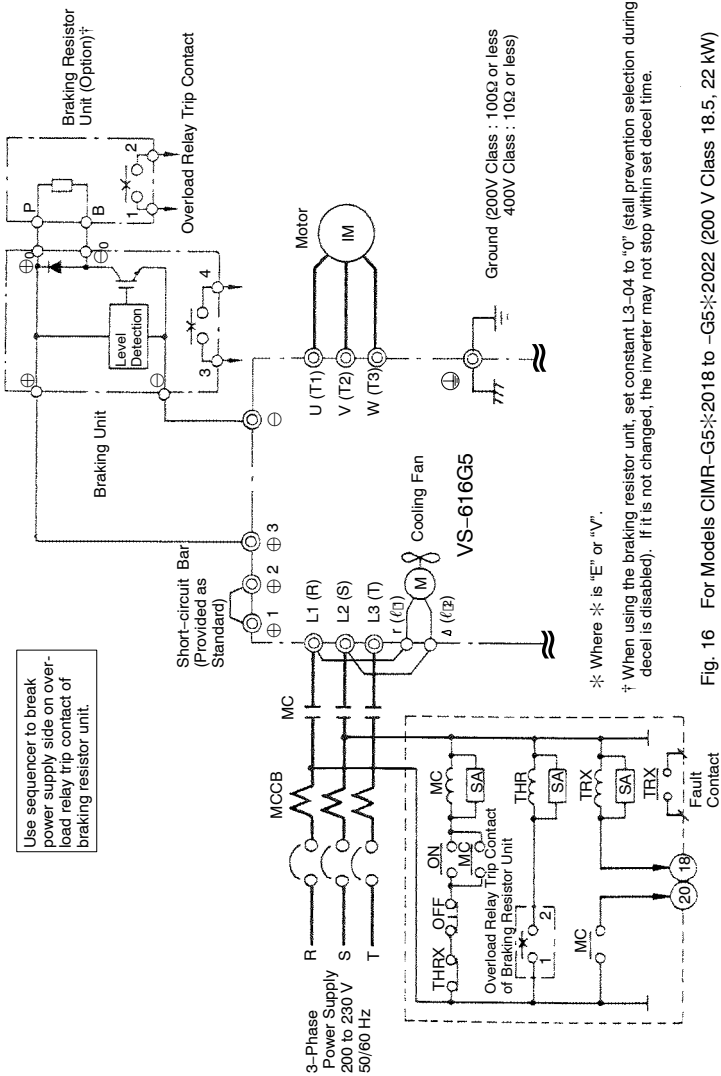 Use sequencer to break
power supply side on over-
load relay trip contact of
braking resistor unit.
Braking Resistor
Unit (Option)†
P
B
1
2
Overload Relay Trip Contact
⊕0
⊖0
⊕
⊖
Level
Detection
3
4
Braking Unit
Short−circuit Bar
(Provided as
Standard)
⊕ 1
⊕ 2
⊕ 3
⊖
3−Phase
Power Supply
200 to 230 V
50/60 Hz
R
S
T
MCCB
MC
L1 (R)
L2 (S)
L3 (T)
r (ℓ1)
Δ (ℓ2)
M
Cooling Fan
VS−616G5
U (T1)
V (T2)
W (T3)
Motor
IM
Ground (200V Class : 100Ω or less
400V Class : 10Ω or less)
THRX
OFF
ON
MC
MC
SA
Overload Relay Trip Contact
of Braking Resistor Unit
1
2
THR
SA
MC
20
18
TRX
SA
TRX
Fault
Contact
✻ Where ✻ is “E” or “V”.
† When using the braking resistor unit, set constant L3−04 to “0” (stall prevention selection during
decel is disabled). If it is not changed, the inverter may not stop within set decel time.
Fig. 16 For Models CIMR−G5✻2018 to −G5✻2022 (200 V Class 18.5, 22 kW)